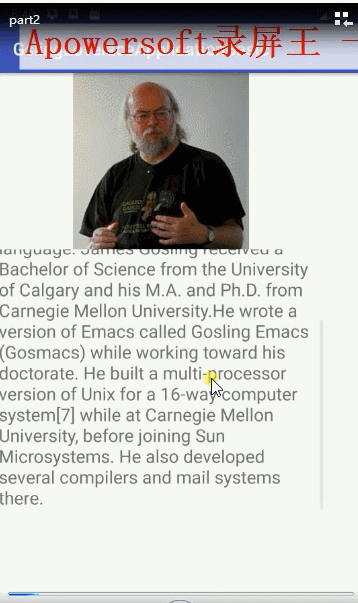 part2
Apowersoft录屏王
language. James Gosling received a
Bachelor of Science from the University
of Calgary and his M.A. and Ph.D. from
Carnegie Mellon University.He wrote a
version of Emacs called Gosling Emacs
(Gosmacs) while working toward his
doctorate. He built a multi-processor
version of Unix for a 16-way computer
system[7] while at Carnegie Mellon
University, before joining Sun
Microsystems. He also developed
several compilers and mail systems
there.